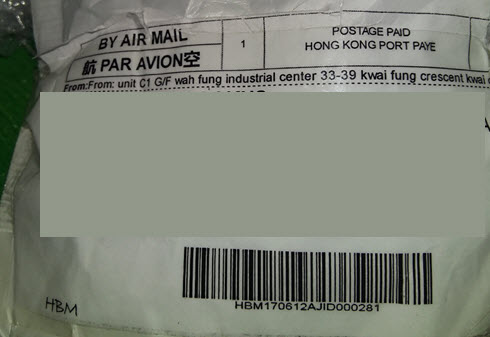 BY AIR MAIL
航 PAR AVION空
1
POSTAGE PAID
HONG KONG PORT PAYE
From:From: unit C1 G/F wah fung industrial center 33-39 kwai fung crescent kwai
HBM170612AJID000281
HBM